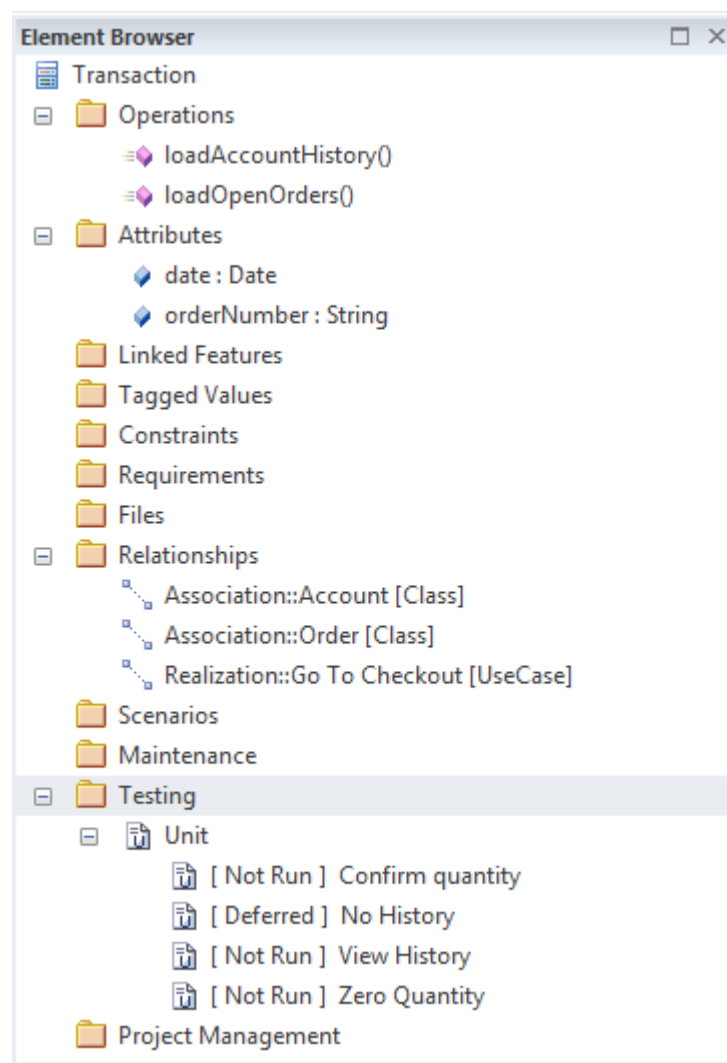 Element Browser
Transaction
Operations
loadAccountHistory()
loadOpenOrders()
Attributes
date : Date
orderNumber : String
Linked Features
Tagged Values
Constraints
Requirements
Files
Relationships
Association::Account [Class]
Association::Order [Class]
Realization::Go To Checkout [UseCase]
Scenarios
Maintenance
Testing
Unit
[ Not Run ] Confirm quantity
[ Deferred ] No History
[ Not Run ] View History
[ Not Run ] Zero Quantity
Project Management